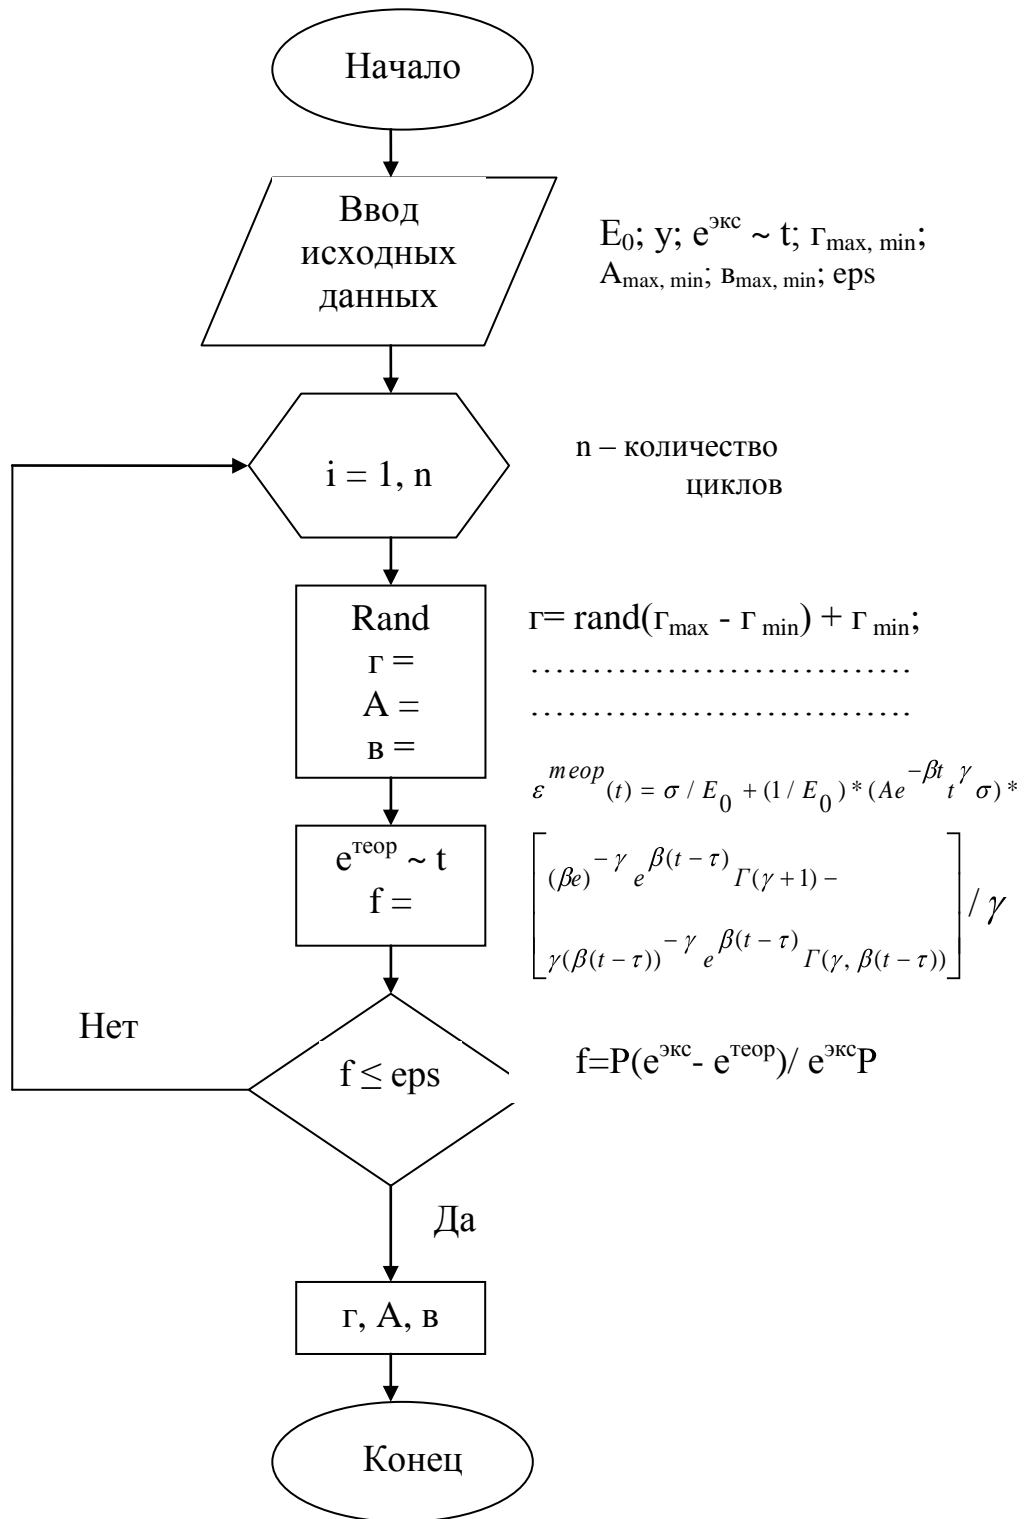 Начало
Ввод
исходных
данных
E₀; у; е^экс ~ t; г_max, min;
A_max, min; в_max, min; eps
i = 1, n
n – количество
циклов
Rand
г =
А =
в =
г= rand(г_max - г_min) + г_min;
…………………………
…………………………
ε^теор(t) = σ / E₀ + (1 / E₀) * (Ae^(−βt) t^γ σ) *
е^теор ~ t
f =
[(βe)^(−γ) e^(β(t−τ)) Γ(γ + 1) −
γ(β(t − τ))^(−γ) e^(β(t−τ)) Γ(γ, β(t − τ))] / γ
Нет
f ≤ eps
f=P(e^экс- e^теор)/ e^экс P
Да
г, А, в
Конец